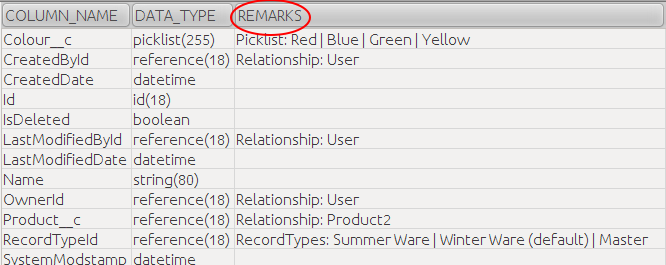 COLUMN_NAME DATA_TYPE REMARKS
Colour__c picklist(255) Picklist: Red | Blue | Green | Yellow
CreatedById reference(18) Relationship: User
CreatedDate datetime
Id id(18)
IsDeleted boolean
LastModifiedById reference(18) Relationship: User
LastModifiedDate datetime
Name string(80)
OwnerId reference(18) Relationship: User
Product__c reference(18) Relationship: Product2
RecordTypeId reference(18) RecordTypes: Summer Ware | Winter Ware (default) | Master
SystemModstamp datetime